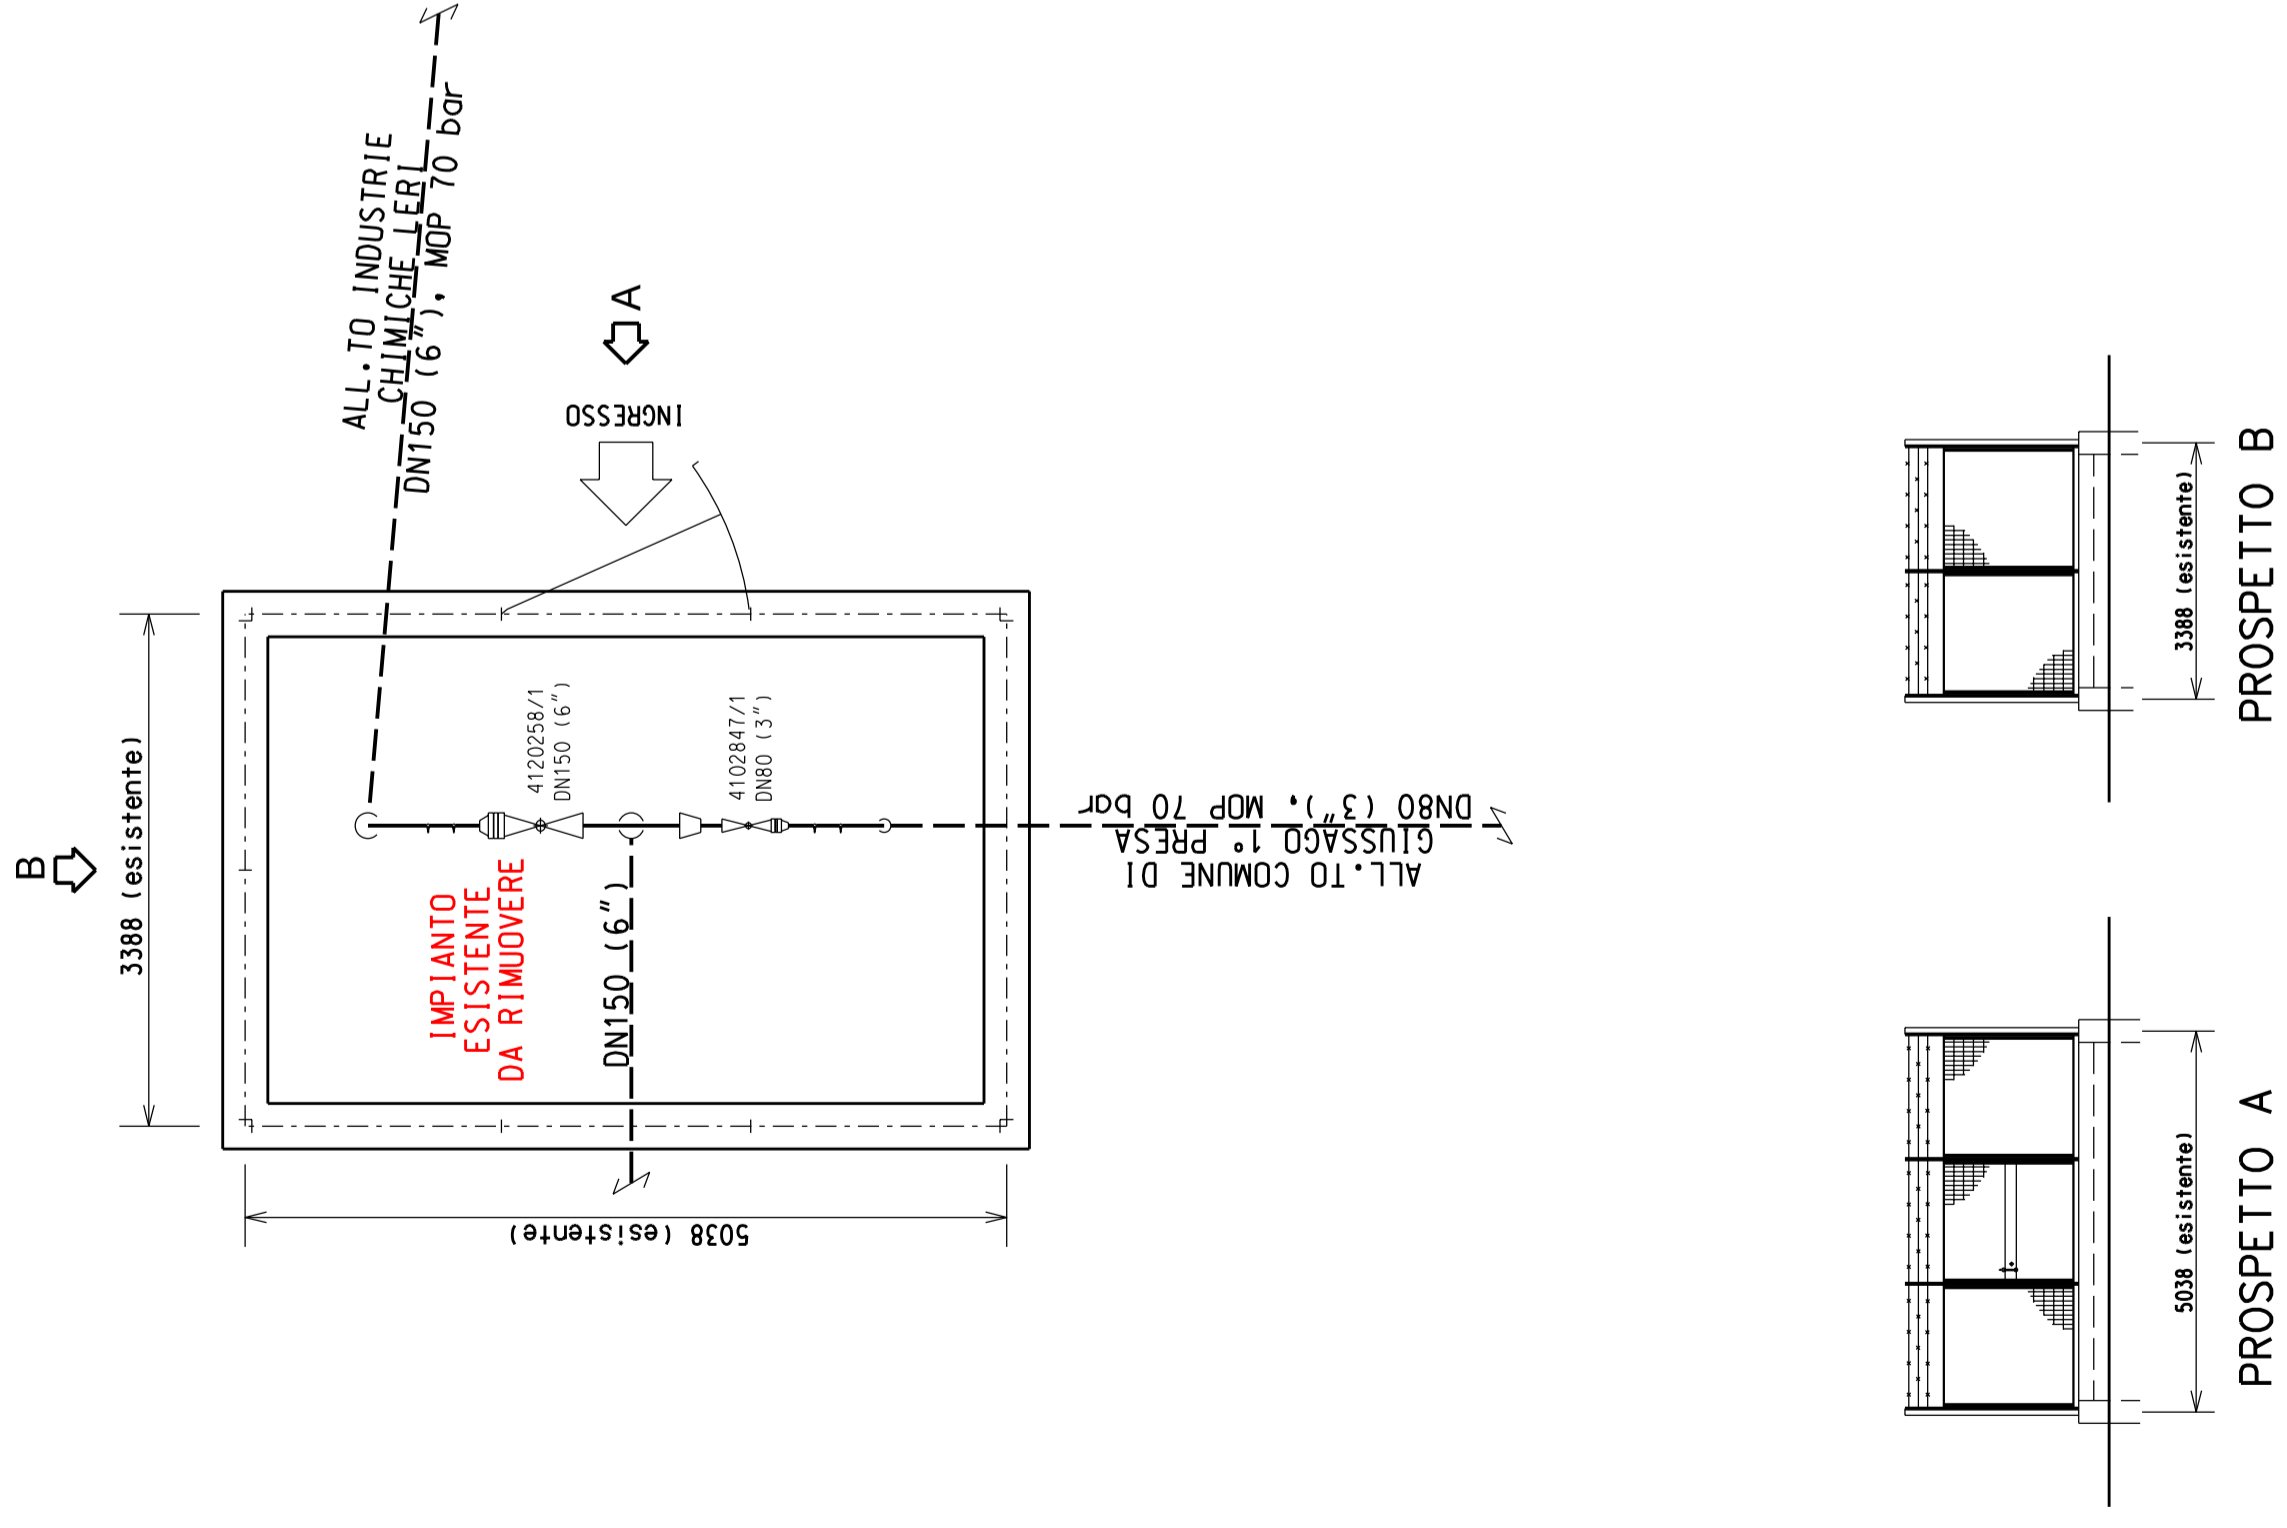 ALL.TO INDUSTRIE
CHIMICHE LERI
DN150 (6"), MOP 70 bar
A
INGRESSO
B
3388 (esistente)
4120258/1
DN150 (6")
4102847/1
DN80 (3")
IMPIANTO
ESISTENTE
DA RIMUOVERE
DN150 (6")
ALL.TO COMUNE DI
GIUSSAGO 1° PRESA
DN80 (3"), MOP 70 bar
5038 (esistente)
3388 (esistente)
PROSPETTO B
5038 (esistente)
PROSPETTO A